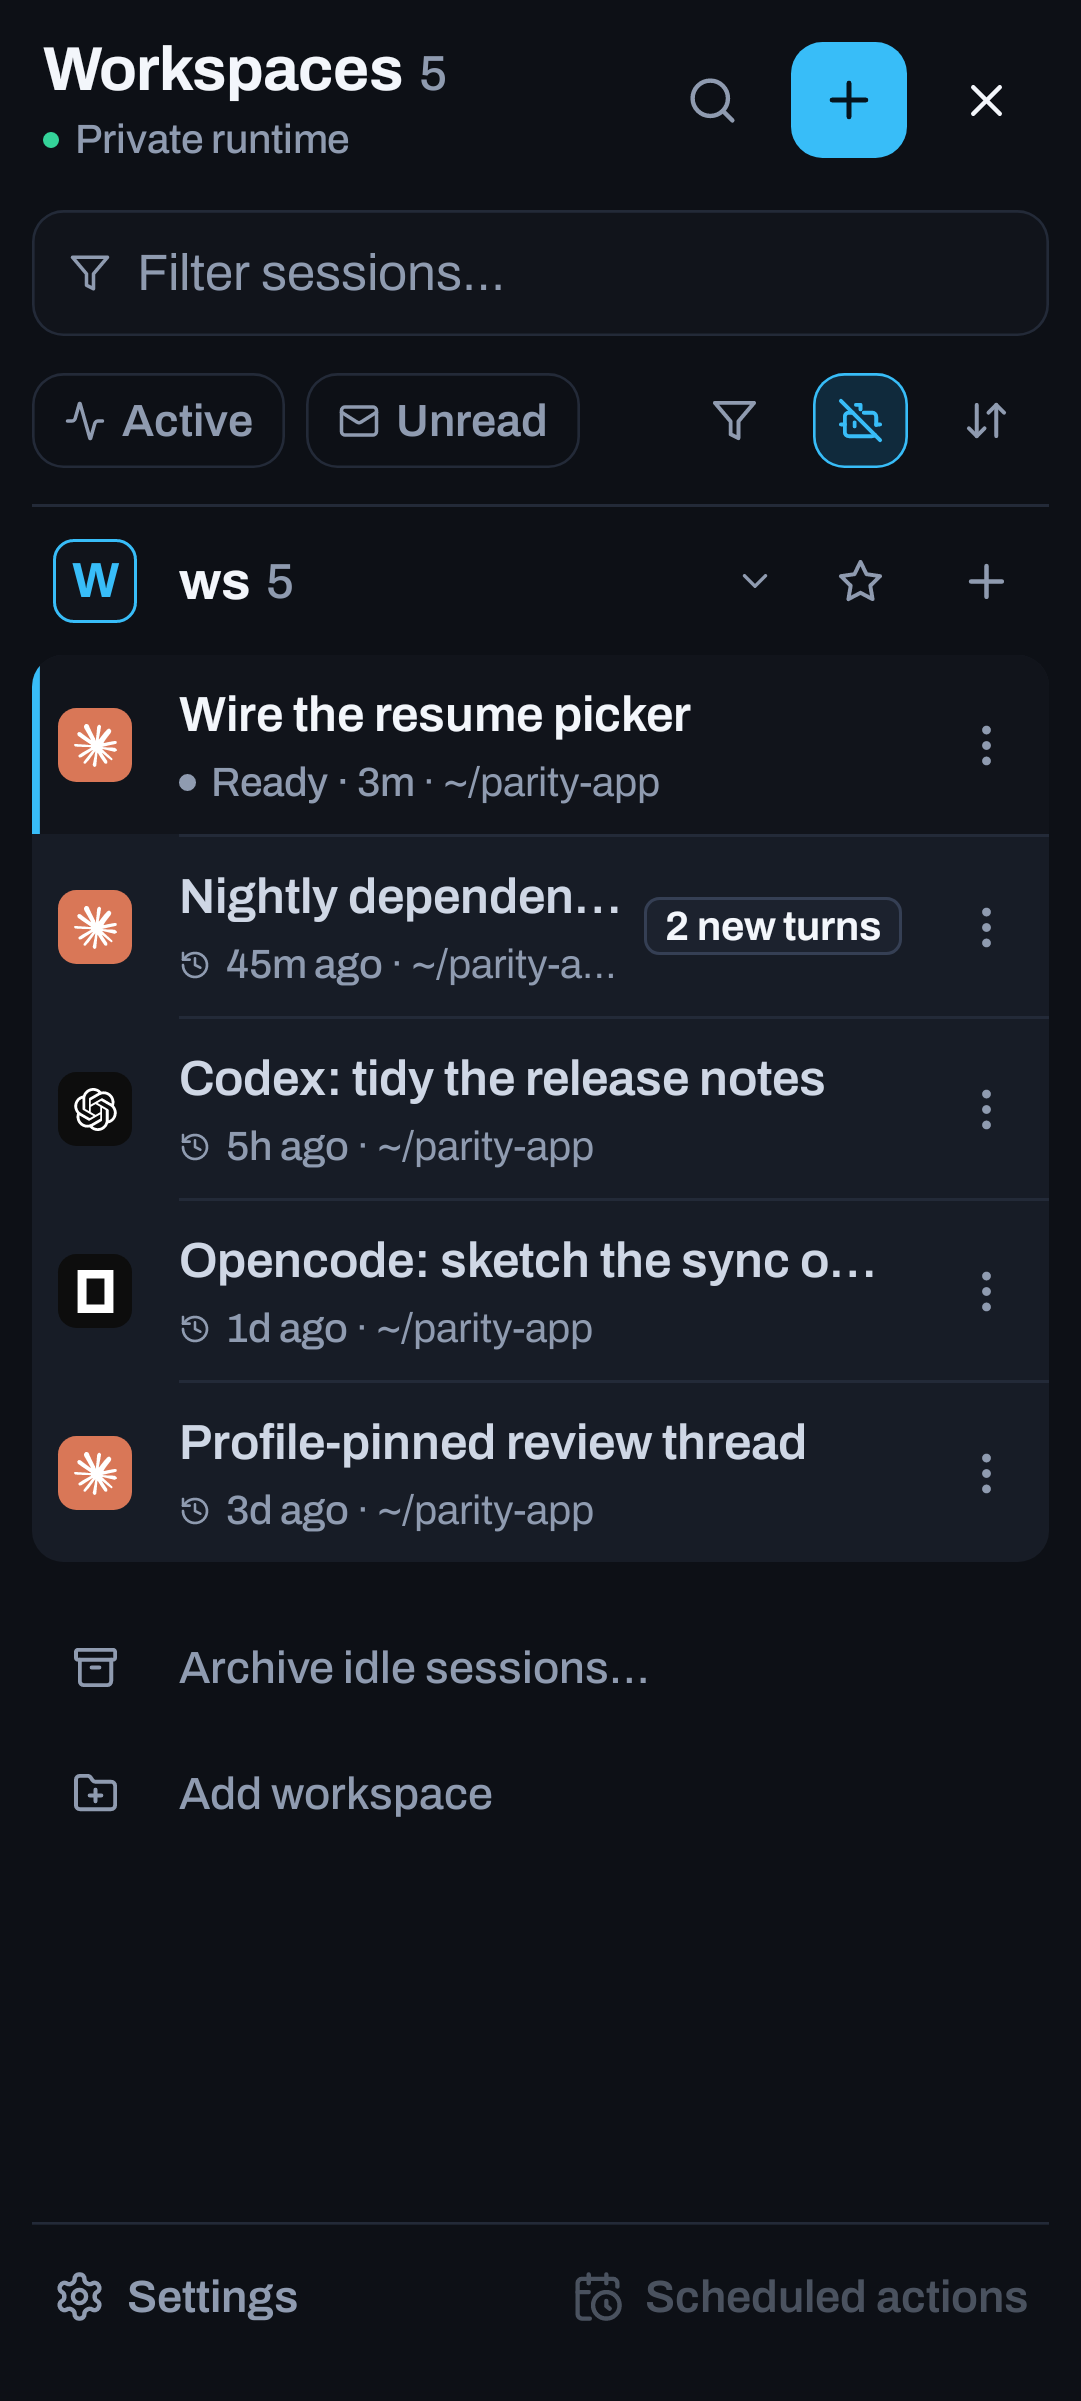 Workspaces 5
Private runtime
Filter sessions...
Active
Unread
W
ws 5
Wire the resume picker
Ready · 3m · ~/parity-app
Nightly dependen...
2 new turns
45m ago · ~/parity-a...
Codex: tidy the release notes
5h ago · ~/parity-app
Opencode: sketch the sync o...
1d ago · ~/parity-app
Profile-pinned review thread
3d ago · ~/parity-app
Archive idle sessions...
Add workspace
Settings
Scheduled actions